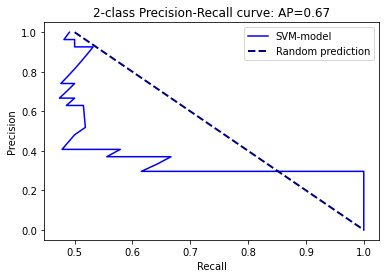 2-class Precision-Recall curve: AP=0.67
SVM-model
Random prediction
Precision
1.0
0.8
0.6
0.4
0.2
0.0
0.5
0.6
0.7
0.8
0.9
1.0
Recall